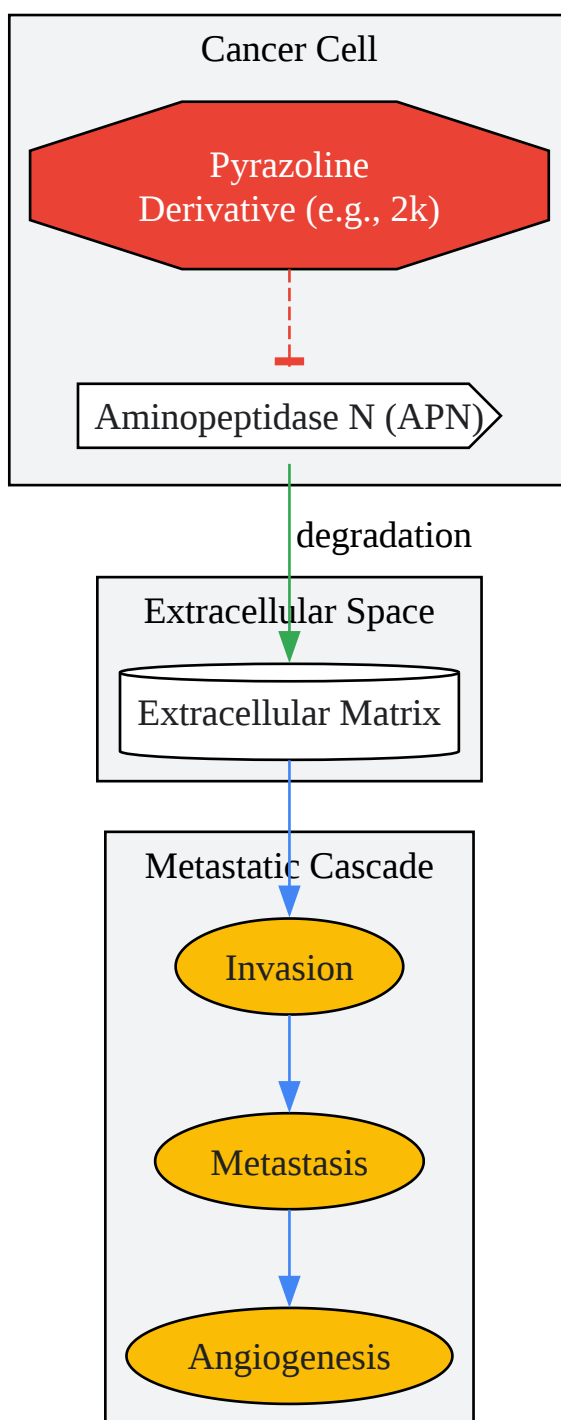 Cancer Cell
Pyrazoline
Derivative (e.g., 2k)
Aminopeptidase N (APN)
degradation
Extracellular Space
Extracellular Matrix
Metastatic Cascade
Invasion
Metastasis
Angiogenesis